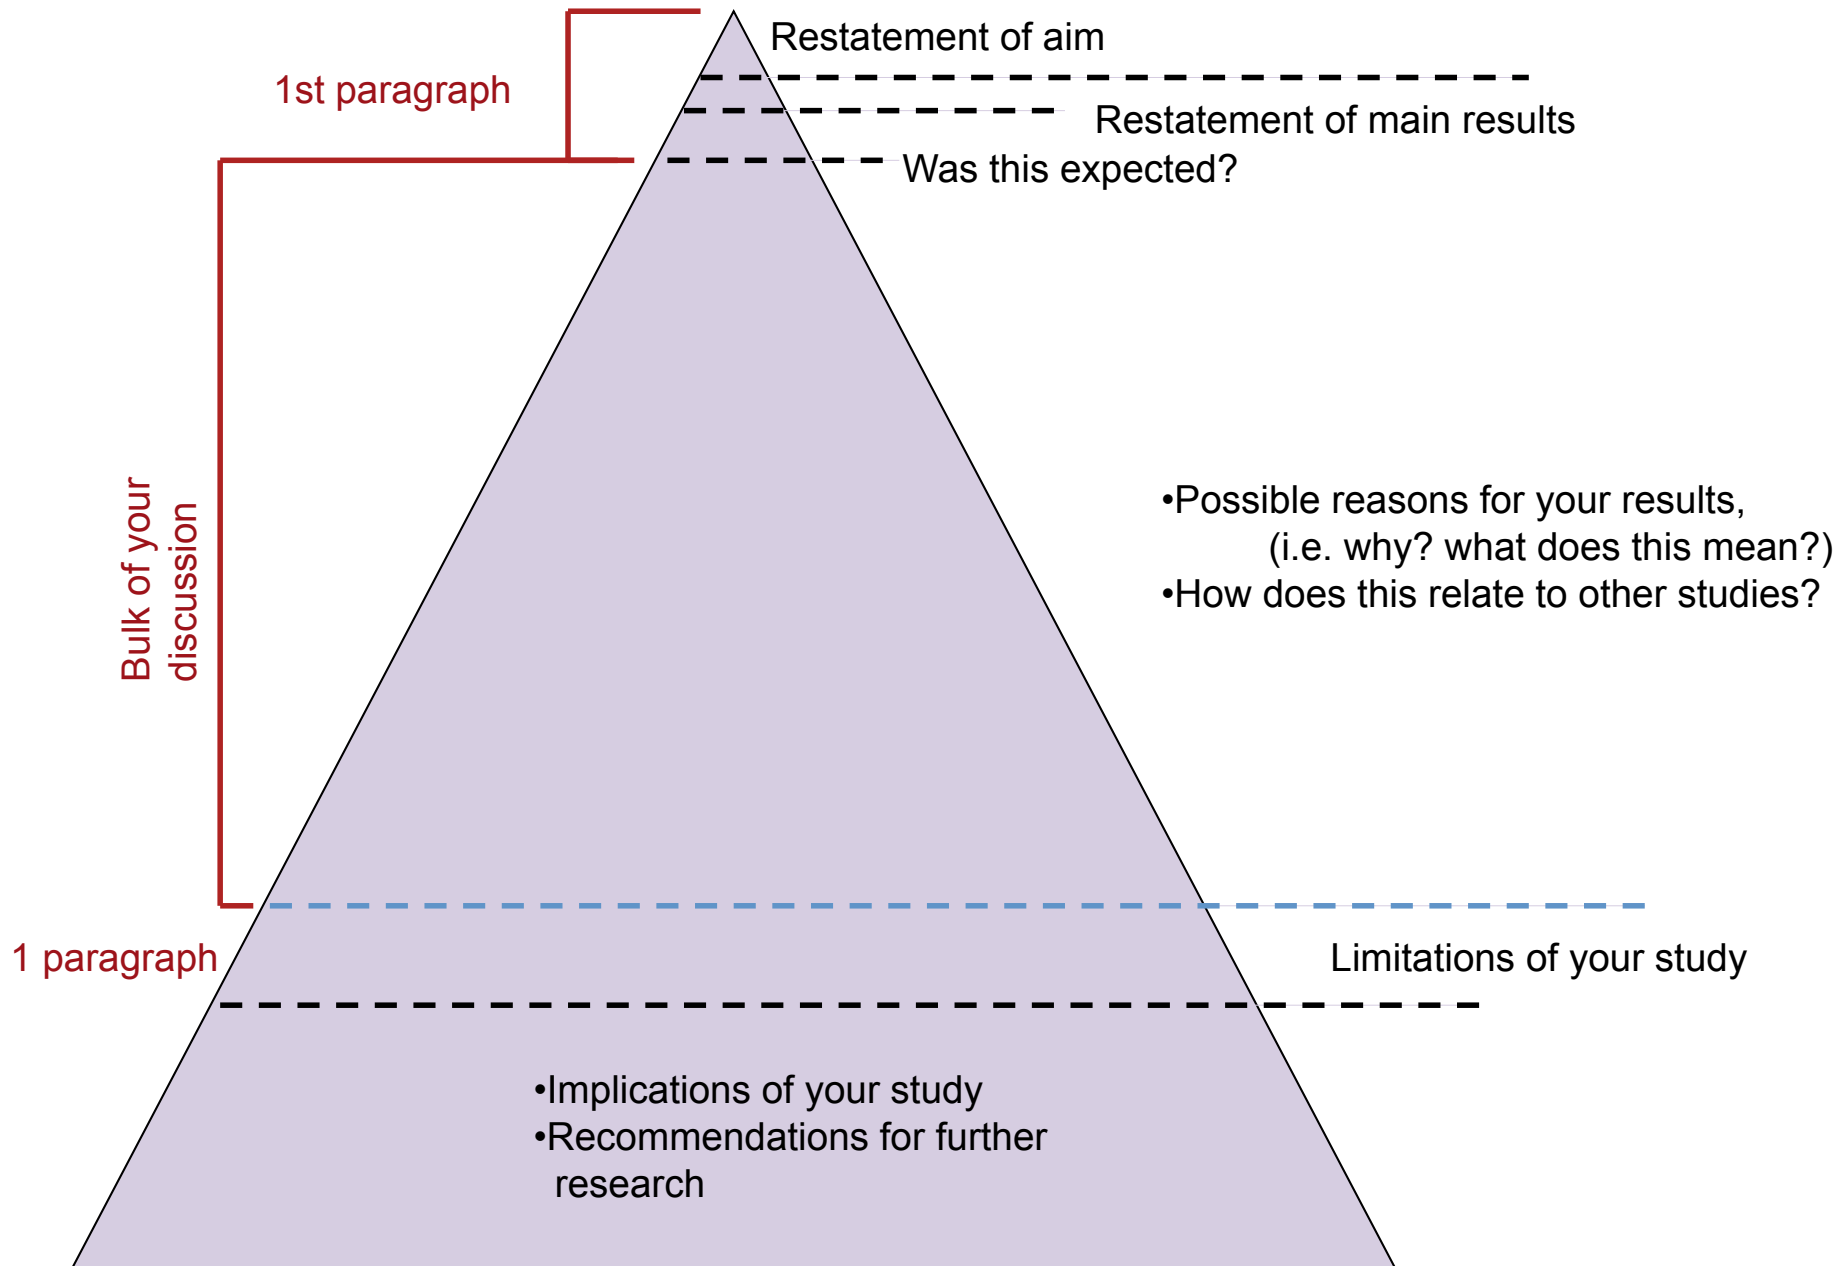 Restatement of aim
1st paragraph
Restatement of main results
Was this expected?
Bulk of your
discussion
•Possible reasons for your results,
(i.e. why? what does this mean?)
•How does this relate to other studies?
1 paragraph
Limitations of your study
•Implications of your study
•Recommendations for further
research